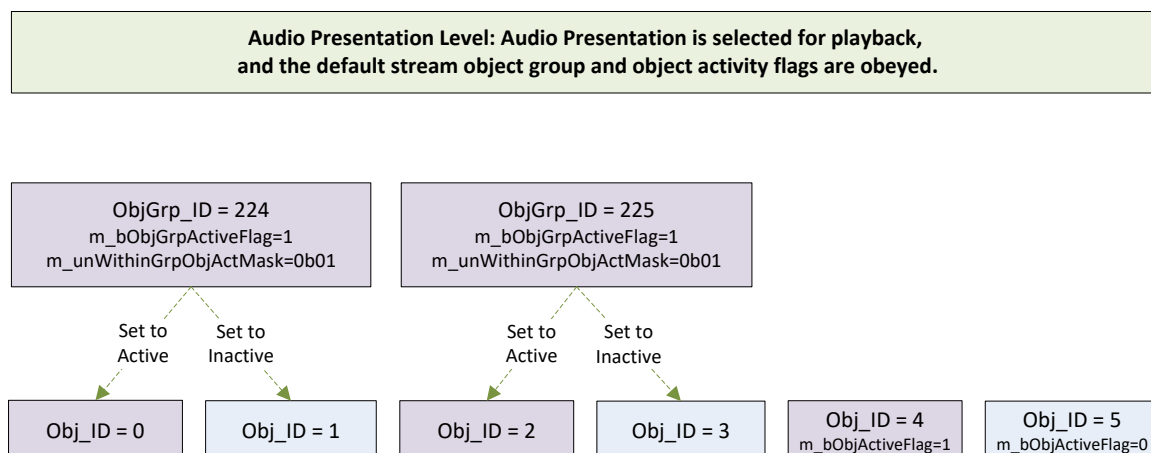 Audio Presentation Level: Audio Presentation is selected for playback,
and the default stream object group and object activity flags are obeyed.
ObjGrp_ID = 224
m_bObjGrpActiveFlag=1
m_unWithinGrpObjActMask=0b01
ObjGrp_ID = 225
m_bObjGrpActiveFlag=1
m_unWithinGrpObjActMask=0b01
Set to
Active
Set to
Inactive
Set to
Active
Set to
Inactive
Obj_ID = 0
Obj_ID = 1
Obj_ID = 2
Obj_ID = 3
Obj_ID = 4
m_bObjActiveFlag=1
Obj_ID = 5
m_bObjActiveFlag=0